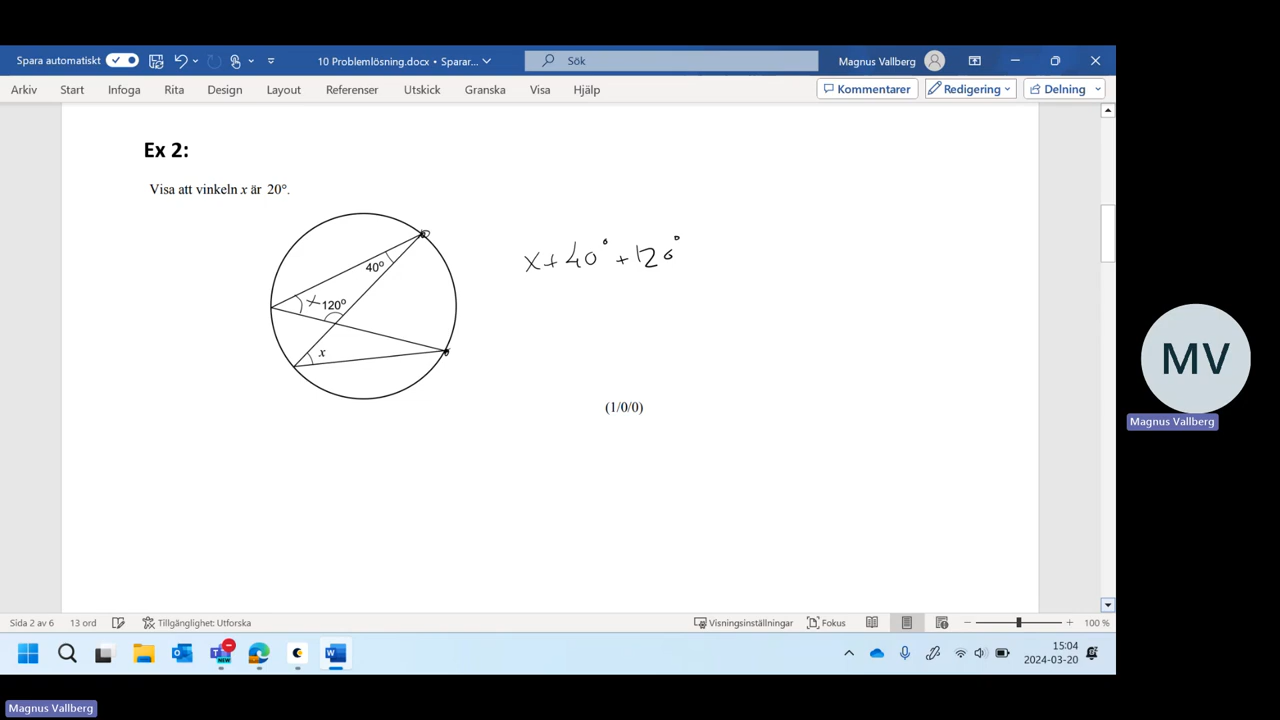 Spara automatiskt
10 Problemlösning.docx • Sparar...
Sök
Magnus Vallberg
Arkiv Start Infoga Rita Design Layout Referenser Utskick Granska Visa Hjälp
Kommentarer Redigering Delning
Ex 2:
Visa att vinkeln x är 20°.
40°
x + 40° + 120°
x 120°
x
(1/0/0)
MV
Magnus Vallberg
Sida 2 av 6 13 ord Tillgänglighet: Utforska Visningsinställningar Fokus 100 %
NEW
W
15:04
2024-03-20
Magnus Vallberg